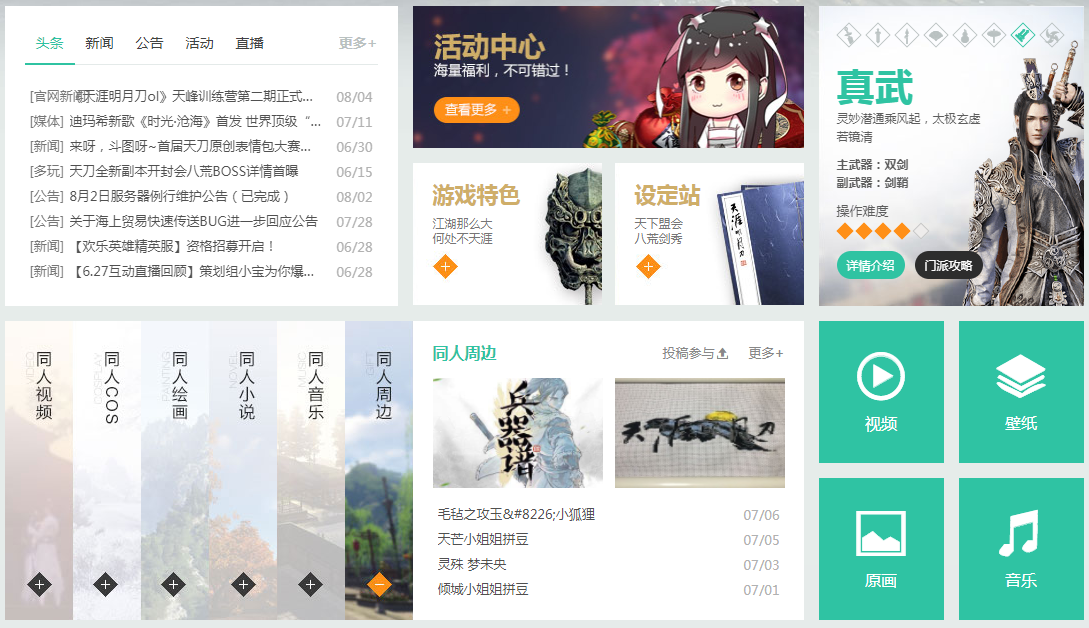 头条 新闻 公告 活动 直播 更多+
[官网新闻]《天涯明月刀ol》天峰训练营第二期正式... 08/04
[媒体] 迪玛希新歌《时光·沧海》首发 世界顶级“... 07/11
[新闻] 来呀，斗图呀~首届天刀原创表情包大赛... 06/30
[多玩] 天刀全新副本开封会八荒BOSS详情首曝 06/15
[公告] 8月2日服务器例行维护公告（已完成） 08/02
[公告] 关于海上贸易快速传送BUG进一步回应公告 07/28
[新闻] 【欢乐英雄精英服】资格招募开启！ 06/28
[新闻] 【6.27互动直播回顾】策划组小宝为你爆... 06/28
活动中心
海量福利，不可错过！
查看更多 +
游戏特色
江湖那么大
何处不天涯
设定站
天下盟会
八荒剑秀
天涯明月刀
真武
灵妙潜通乘风起，太极玄虚
若镜清
主武器：双剑
副武器：剑鞘
操作难度
详情介绍 门派攻略
同人视频
VIDEO
同人COS
COSPLAY
同人绘画
PAINTING
同人小说
NOVEL
同人音乐
MUSIC
同人周边
GIFT
同人周边 投稿参与 更多+
兵器谱
天涯明月刀
毛毡之攻玉&#8226;小狐狸 07/06
天芒小姐姐拼豆 07/05
灵殊 梦未央 07/03
倾城小姐姐拼豆 07/01
视频
壁纸
原画
音乐